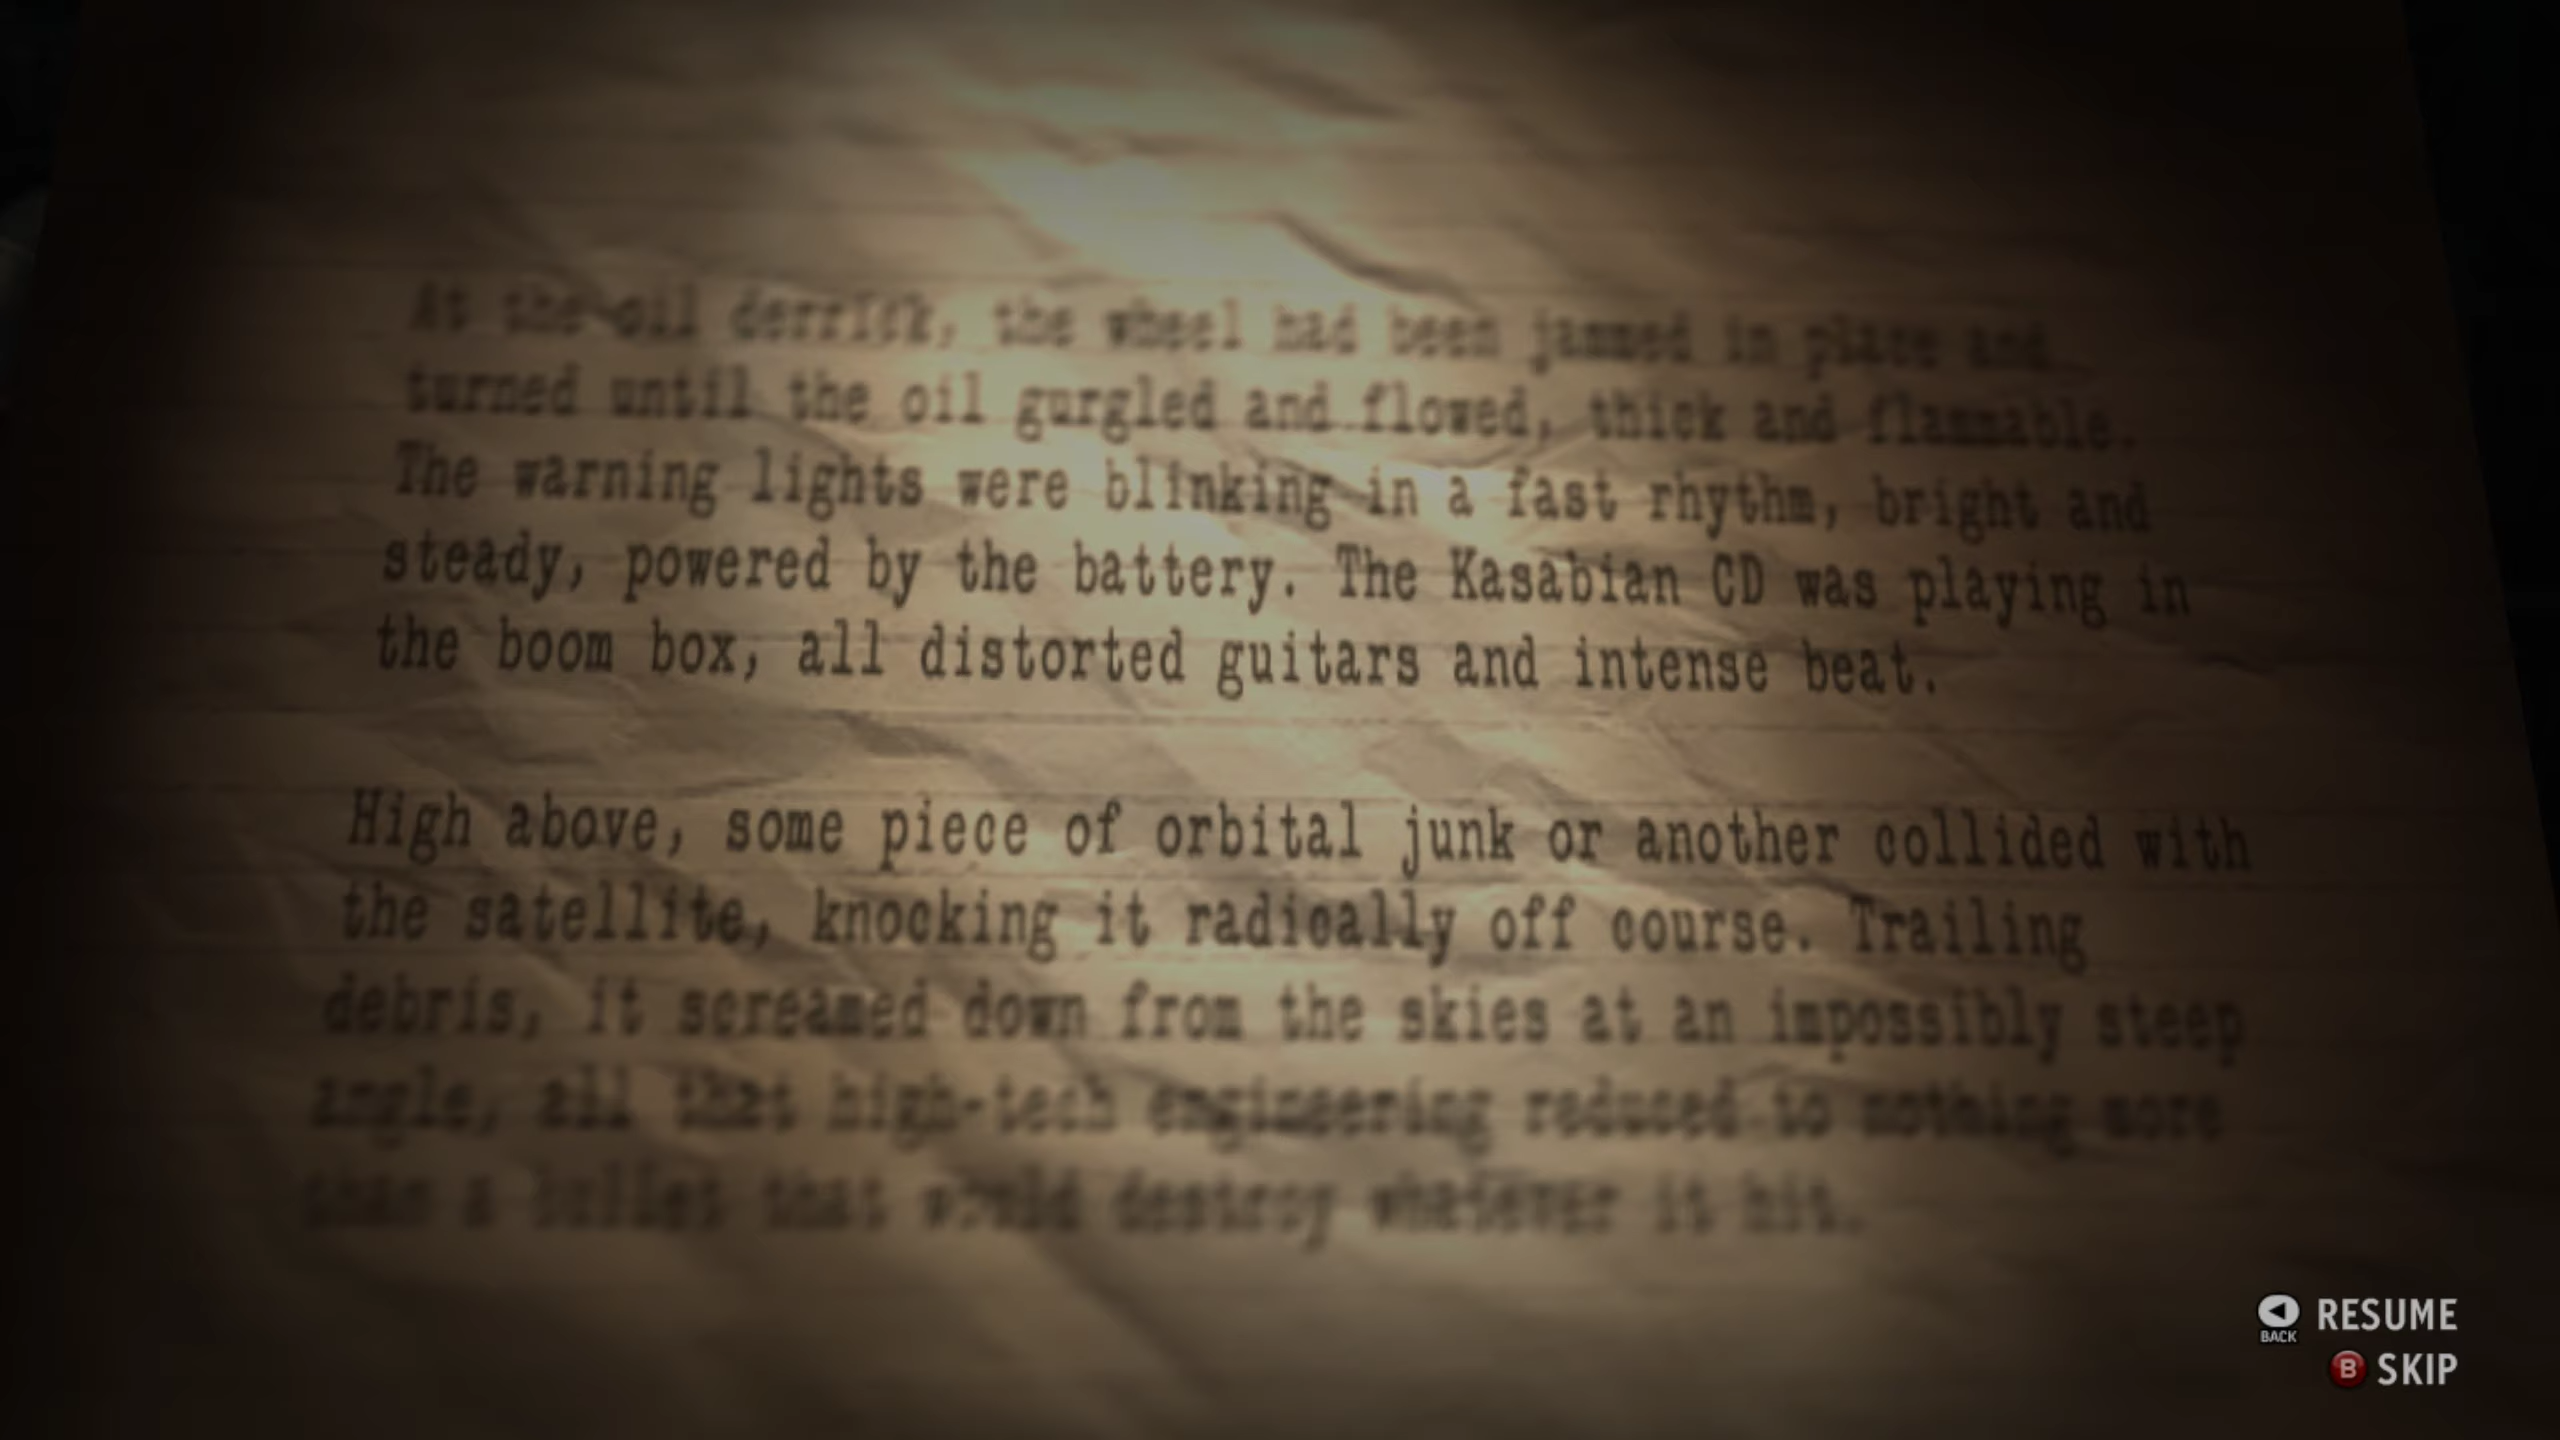 At the oil derrick, the wheel had been jammed in place and
turned until the oil gurgled and flowed, thick and flammable.
The warning lights were blinking in a fast rhythm, bright and
steady, powered by the battery. The Kasabian CD was playing in
the boom box, all distorted guitars and intense beat.
High above, some piece of orbital junk or another collided with
the satellite, knocking it radically off course. Trailing
debris, it screamed down from the skies at an impossibly steep
angle, all that high-tech engineering reduced to nothing more
than a bullet that would destroy whatever it hit.
BACK RESUME
B SKIP